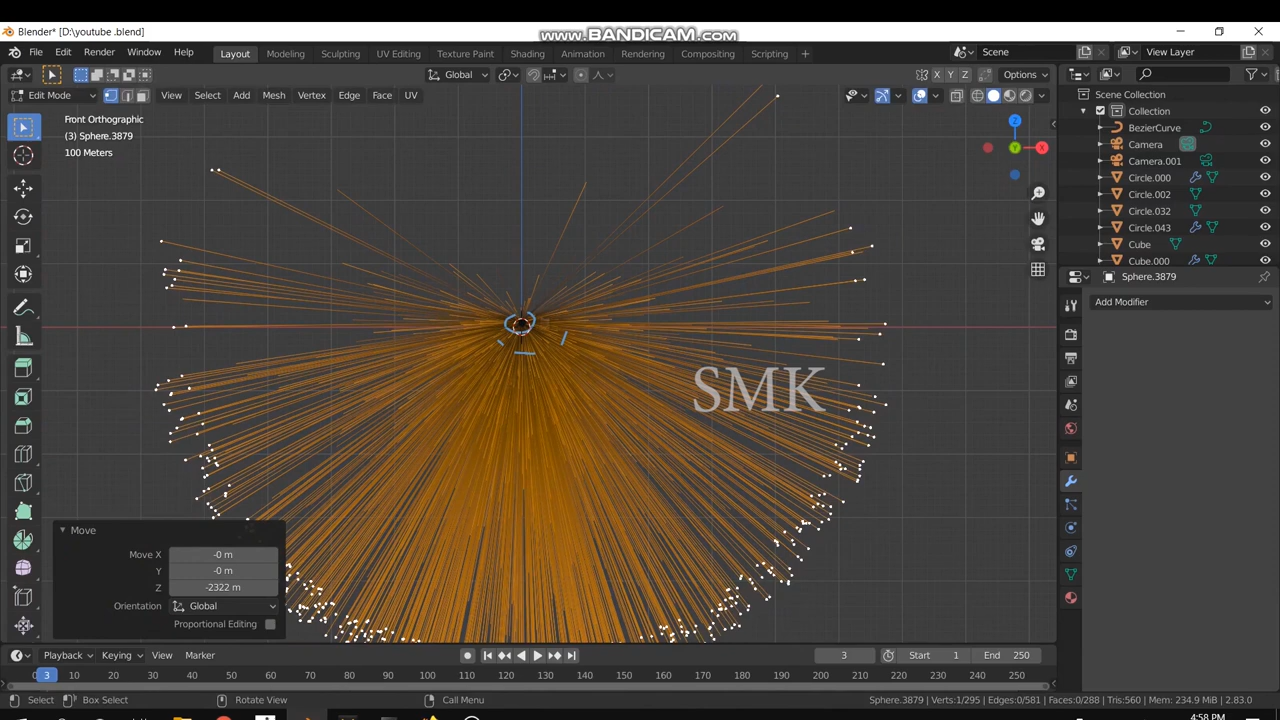 Blender* [D:\youtube .blend]
www.BANDICAM.com
File Edit Render Window Help Layout Modeling Sculpting UV Editing Texture Paint Shading Animation Rendering Compositing Scripting + Scene View Layer
Global X Y Z Options
Edit Mode View Select Add Mesh Vertex Edge Face UV
Scene Collection
Collection
BezierCurve
Camera
Camera.001
Circle.000
Circle.002
Circle.032
Circle.043
Cube
Cube.000
Front Orthographic
(3) Sphere.3879
100 Meters
Z
Y
X
Sphere.3879
Add Modifier
SMK
Move
Move X -0 m
Y -0 m
Z -2322 m
Orientation Global
Proportional Editing
Playback Keying View Marker 3 Start 1 End 250
0 3 10 20 30 40 50 60 70 80 90 100 110 120 130 140 150 160 170 180 190 200 210 220 230 240 250
Select Box Select Rotate View Call Menu Sphere.3879 | Verts:1/295 | Edges:0/581 | Faces:0/288 | Tris:560 | Mem: 234.9 MiB | 2.83.0
4:58 PM